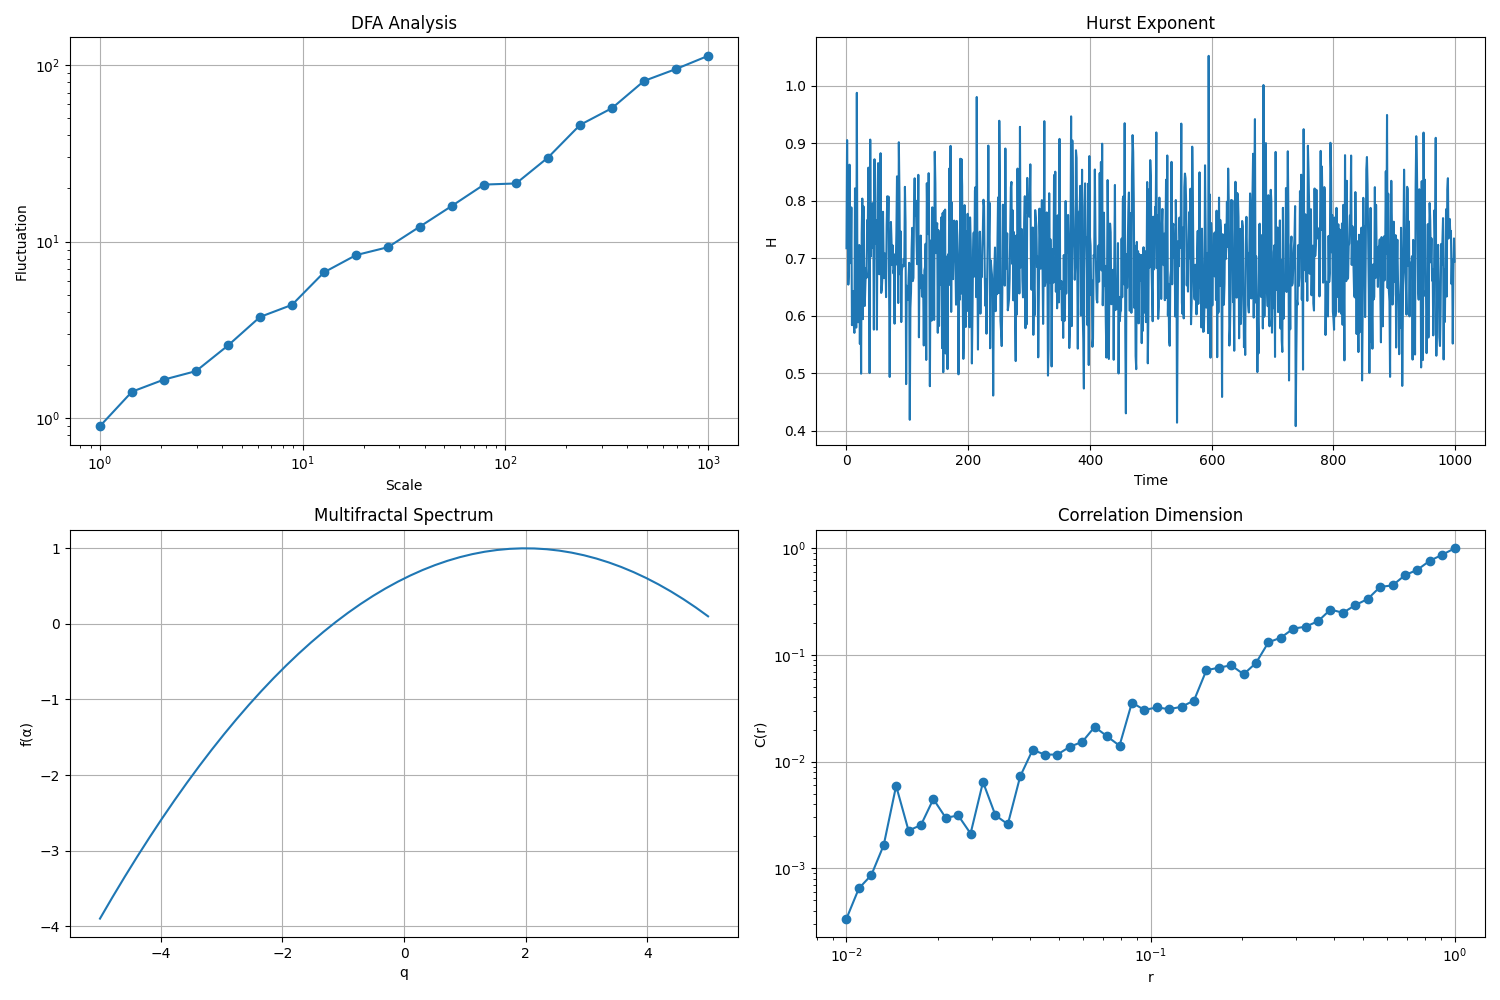 DFA Analysis
Fluctuation
10²
10¹
10⁰
10⁰ 10¹ 10² 10³
Scale
Hurst Exponent
H
1.0
0.9
0.8
0.7
0.6
0.5
0.4
0 200 400 600 800 1000
Time
Multifractal Spectrum
f(α)
1
0
−1
−2
−3
−4
−4 −2 0 2 4
q
Correlation Dimension
C(r)
10⁰
10⁻¹
10⁻²
10⁻³
10⁻² 10⁻¹ 10⁰
r